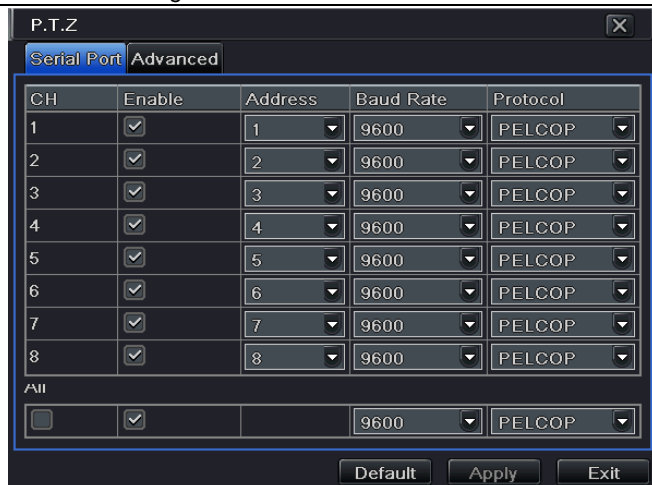 P.T.Z
Serial Port Advanced
CH Enable Address Baud Rate Protocol
1 1 9600 PELCOP
2 2 9600 PELCOP
3 3 9600 PELCOP
4 4 9600 PELCOP
5 5 9600 PELCOP
6 6 9600 PELCOP
7 7 9600 PELCOP
8 8 9600 PELCOP
All
9600 PELCOP
Default Apply Exit